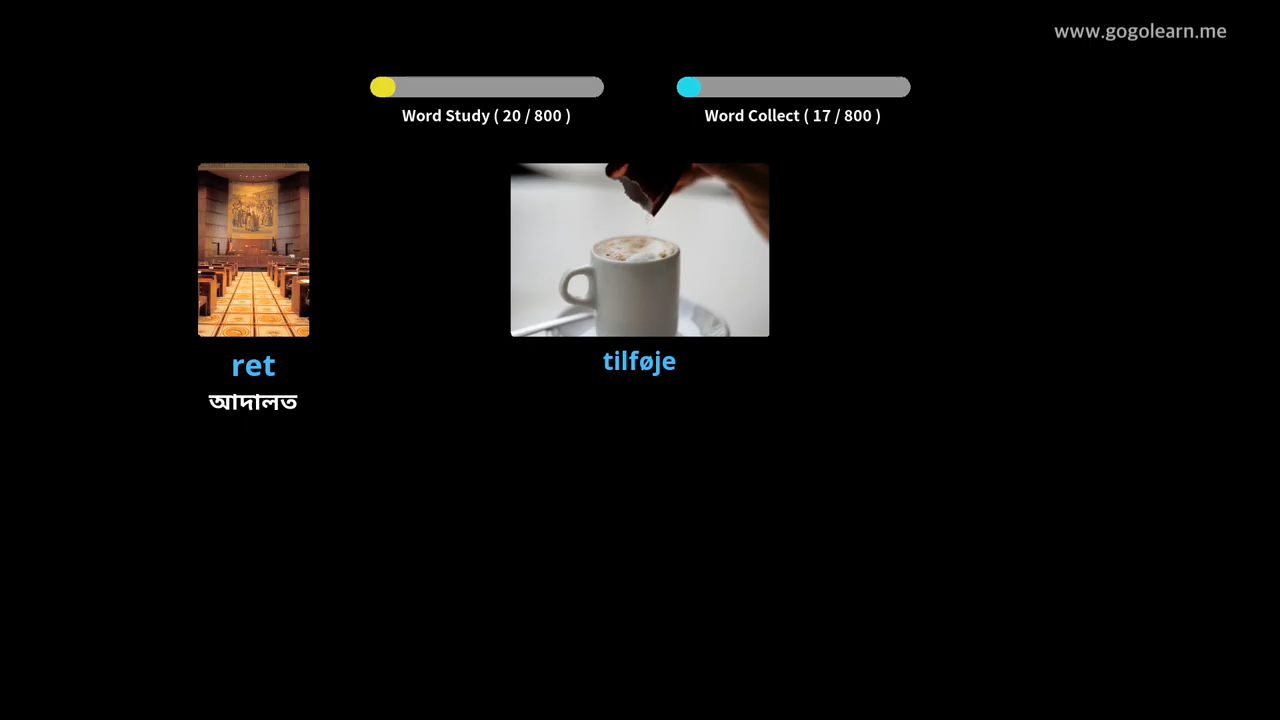 www.gogolearn.me
Word Study ( 20 / 800 )
Word Collect ( 17 / 800 )
ret
আদালত
tilføje